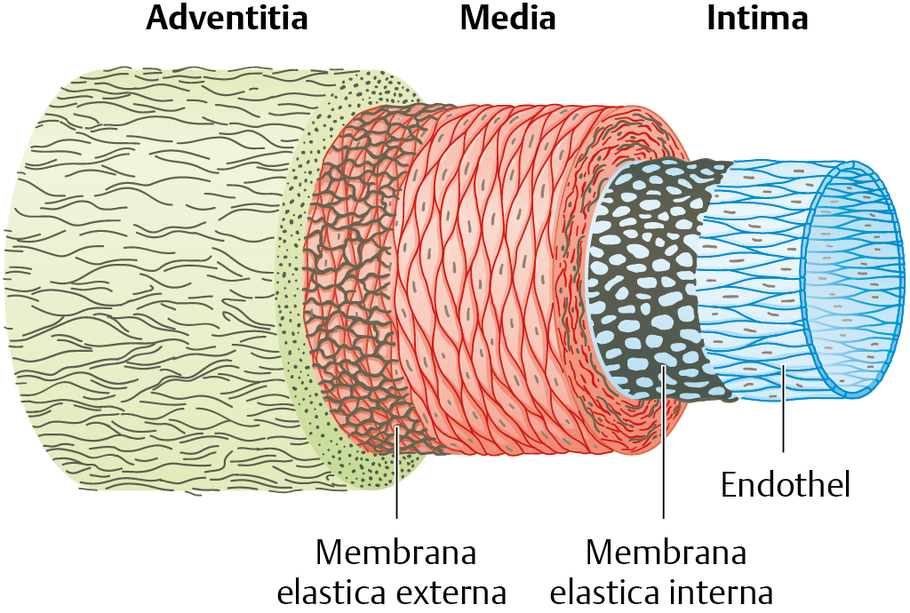 Adventitia Media Intima
Endothel
Membrana
elastica externa
Membrana
elastica interna